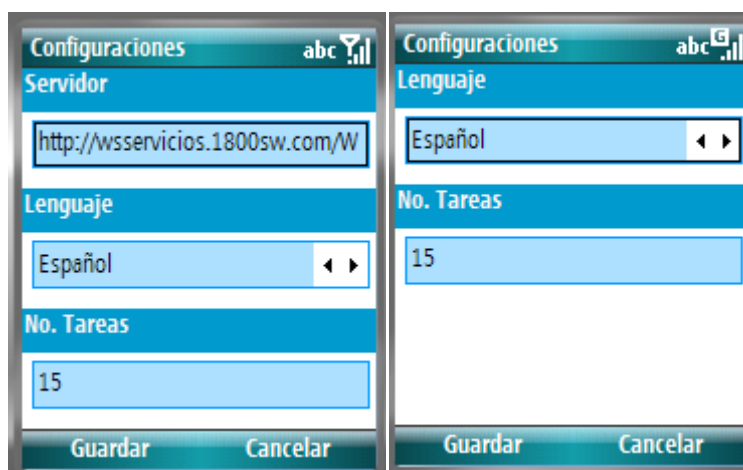 Configuraciones abc
Servidor
http://wsservicios.1800sw.com/W
Lenguaje
Español
No. Tareas
15
Guardar Cancelar
Configuraciones abc G
Lenguaje
Español
No. Tareas
15
Guardar Cancelar